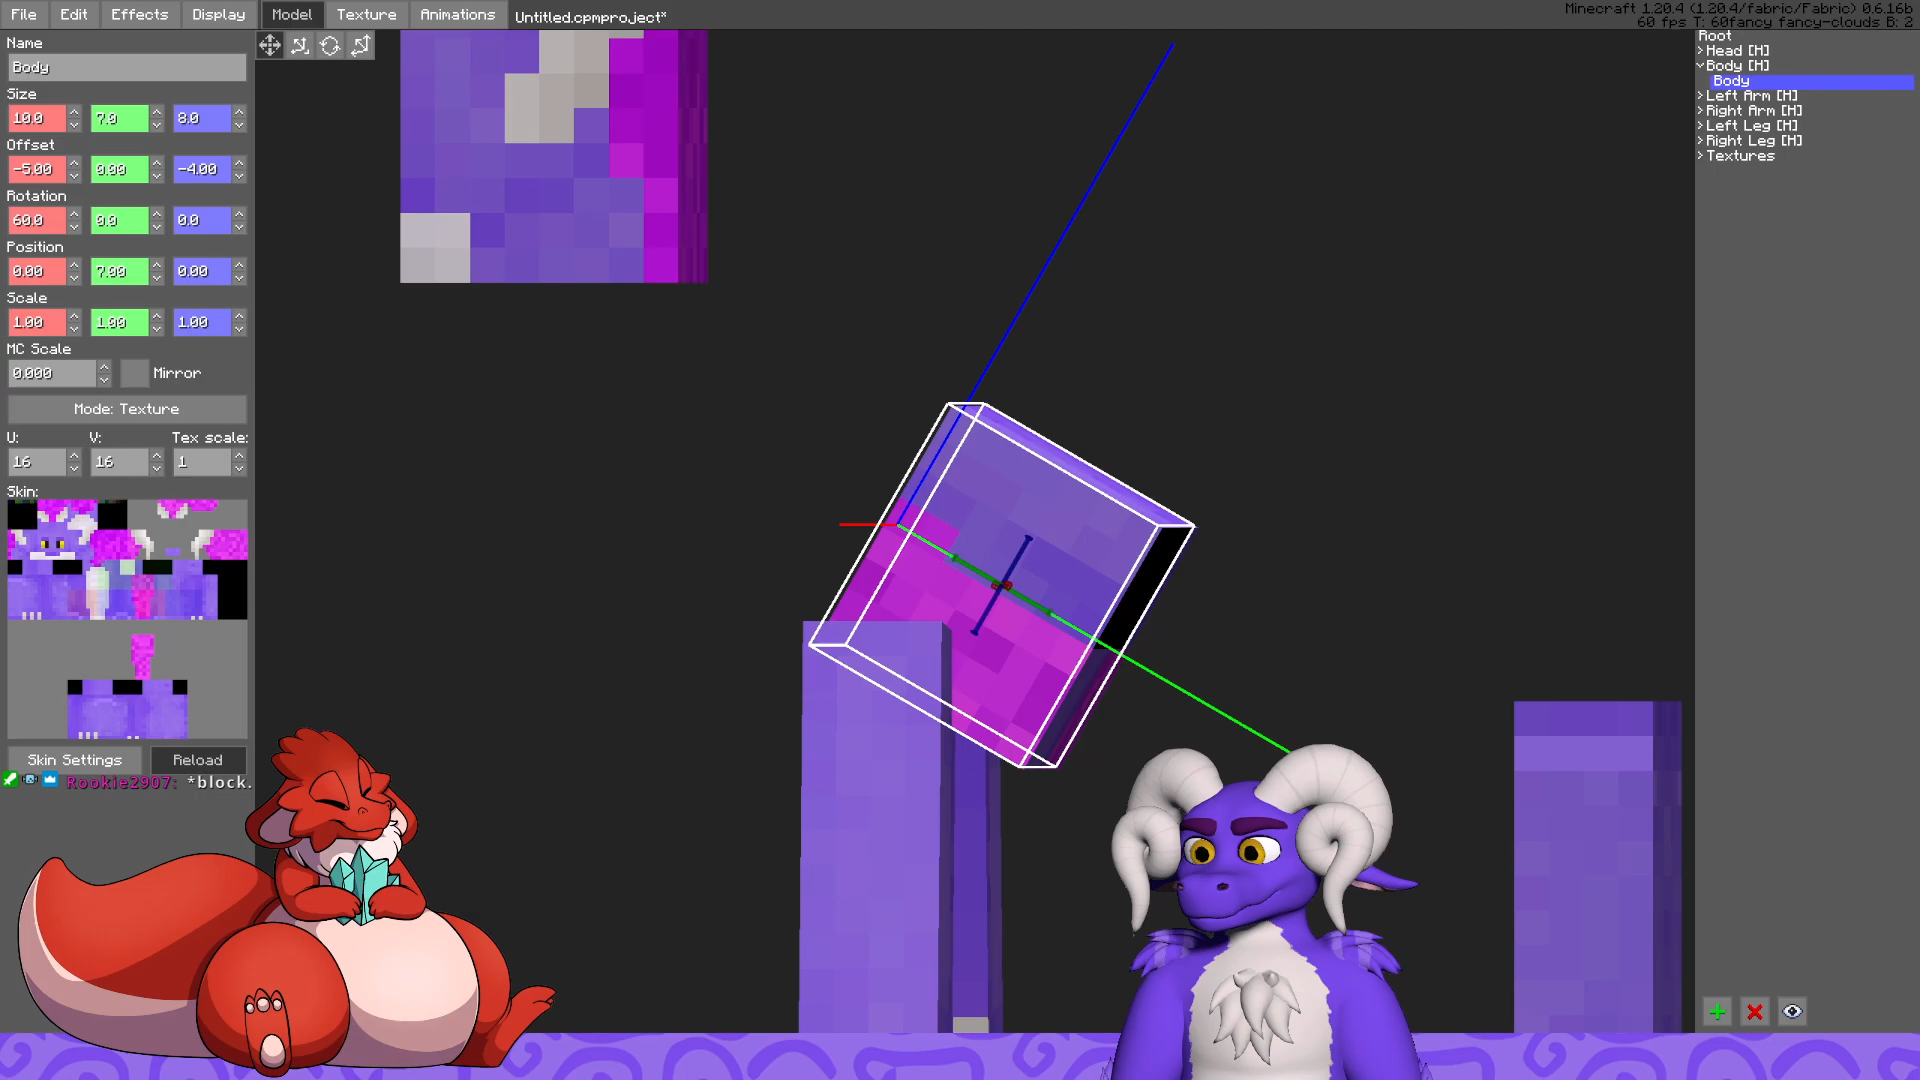 File Edit Effects Display Model Texture Animations Untitled.cpmproject*
Minecraft 1.20.4 (1.20.4/fabric/Fabric) 0.6.16b
60 fps T: 60fancy fancy-clouds B: 2
Name
Body
Size
10.0 7.0 8.0
Offset
-5.00 0.00 -4.00
Rotation
60.0 0.0 0.0
Position
0.00 7.00 0.00
Scale
1.00 1.00 1.00
MC Scale
0.000 Mirror
Mode: Texture
U: V: Tex scale:
16 16 1
Skin:
Skin Settings Reload
Rookie2907: *block.
Root
>Head [H]
Body [H]
Body
>Left Arm [H]
>Right Arm [H]
>Left Leg [H]
>Right Leg [H]
>Textures